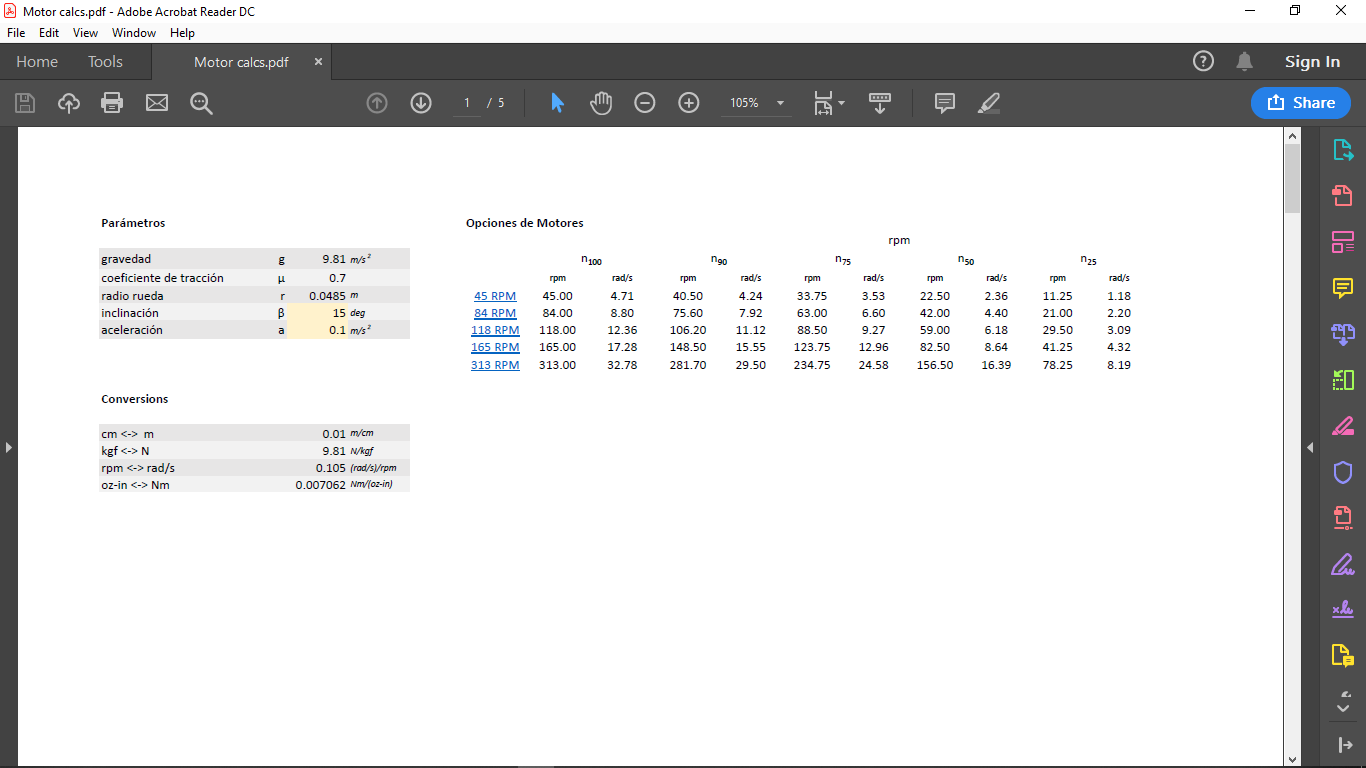 Motor calcs.pdf - Adobe Acrobat Reader DC
File Edit View Window Help
Home Tools Motor calcs.pdf × ? Sign In
1 / 5 105% Share
Parámetros
gravedad g 9.81 m/s²
coeficiente de tracción μ 0.7
radio rueda r 0.0485 m
inclinación β 15 deg
aceleración a 0.1 m/s²
Conversions
cm <-> m 0.01 m/cm
kgf <-> N 9.81 N/kgf
rpm <-> rad/s 0.105 (rad/s)/rpm
oz-in <-> Nm 0.007062 Nm/(oz-in)
Opciones de Motores
rpm
n100 n90 n75 n50 n25
rpm rad/s rpm rad/s rpm rad/s rpm rad/s rpm rad/s
45 RPM 45.00 4.71 40.50 4.24 33.75 3.53 22.50 2.36 11.25 1.18
84 RPM 84.00 8.80 75.60 7.92 63.00 6.60 42.00 4.40 21.00 2.20
118 RPM 118.00 12.36 106.20 11.12 88.50 9.27 59.00 6.18 29.50 3.09
165 RPM 165.00 17.28 148.50 15.55 123.75 12.96 82.50 8.64 41.25 4.32
313 RPM 313.00 32.78 281.70 29.50 234.75 24.58 156.50 16.39 78.25 8.19